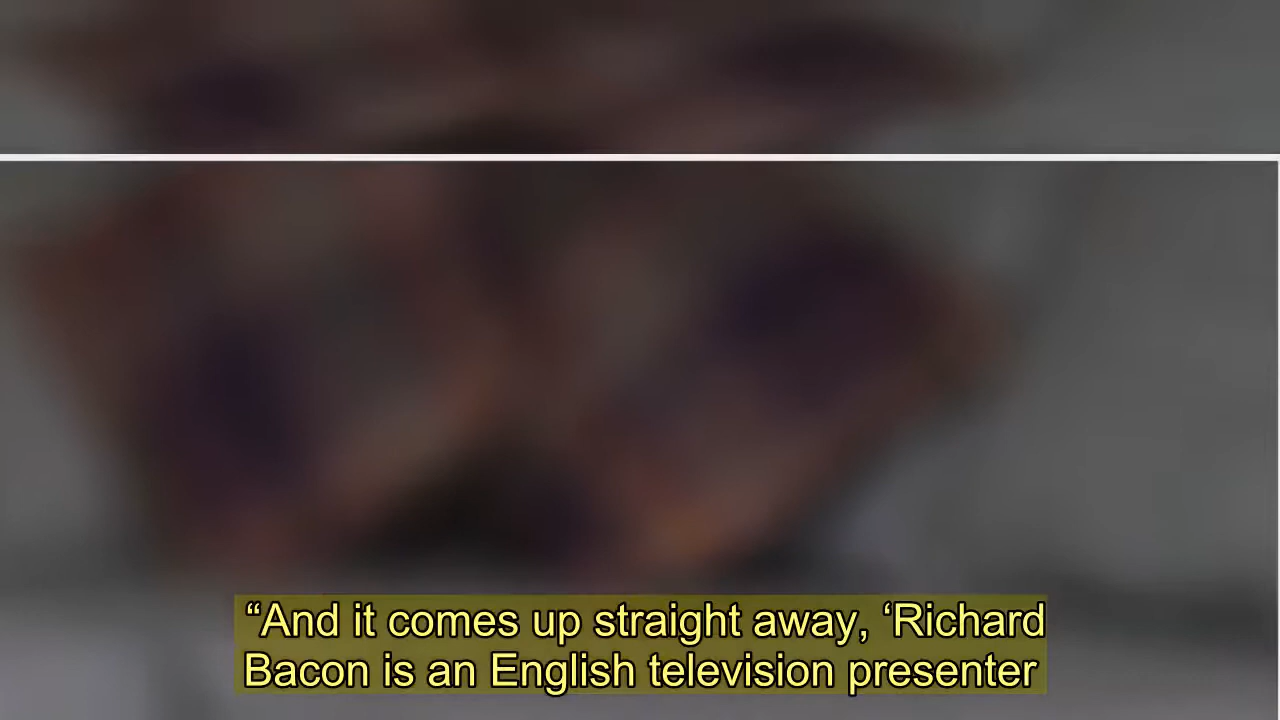 “And it comes up straight away, ‘Richard
Bacon is an English television presenter